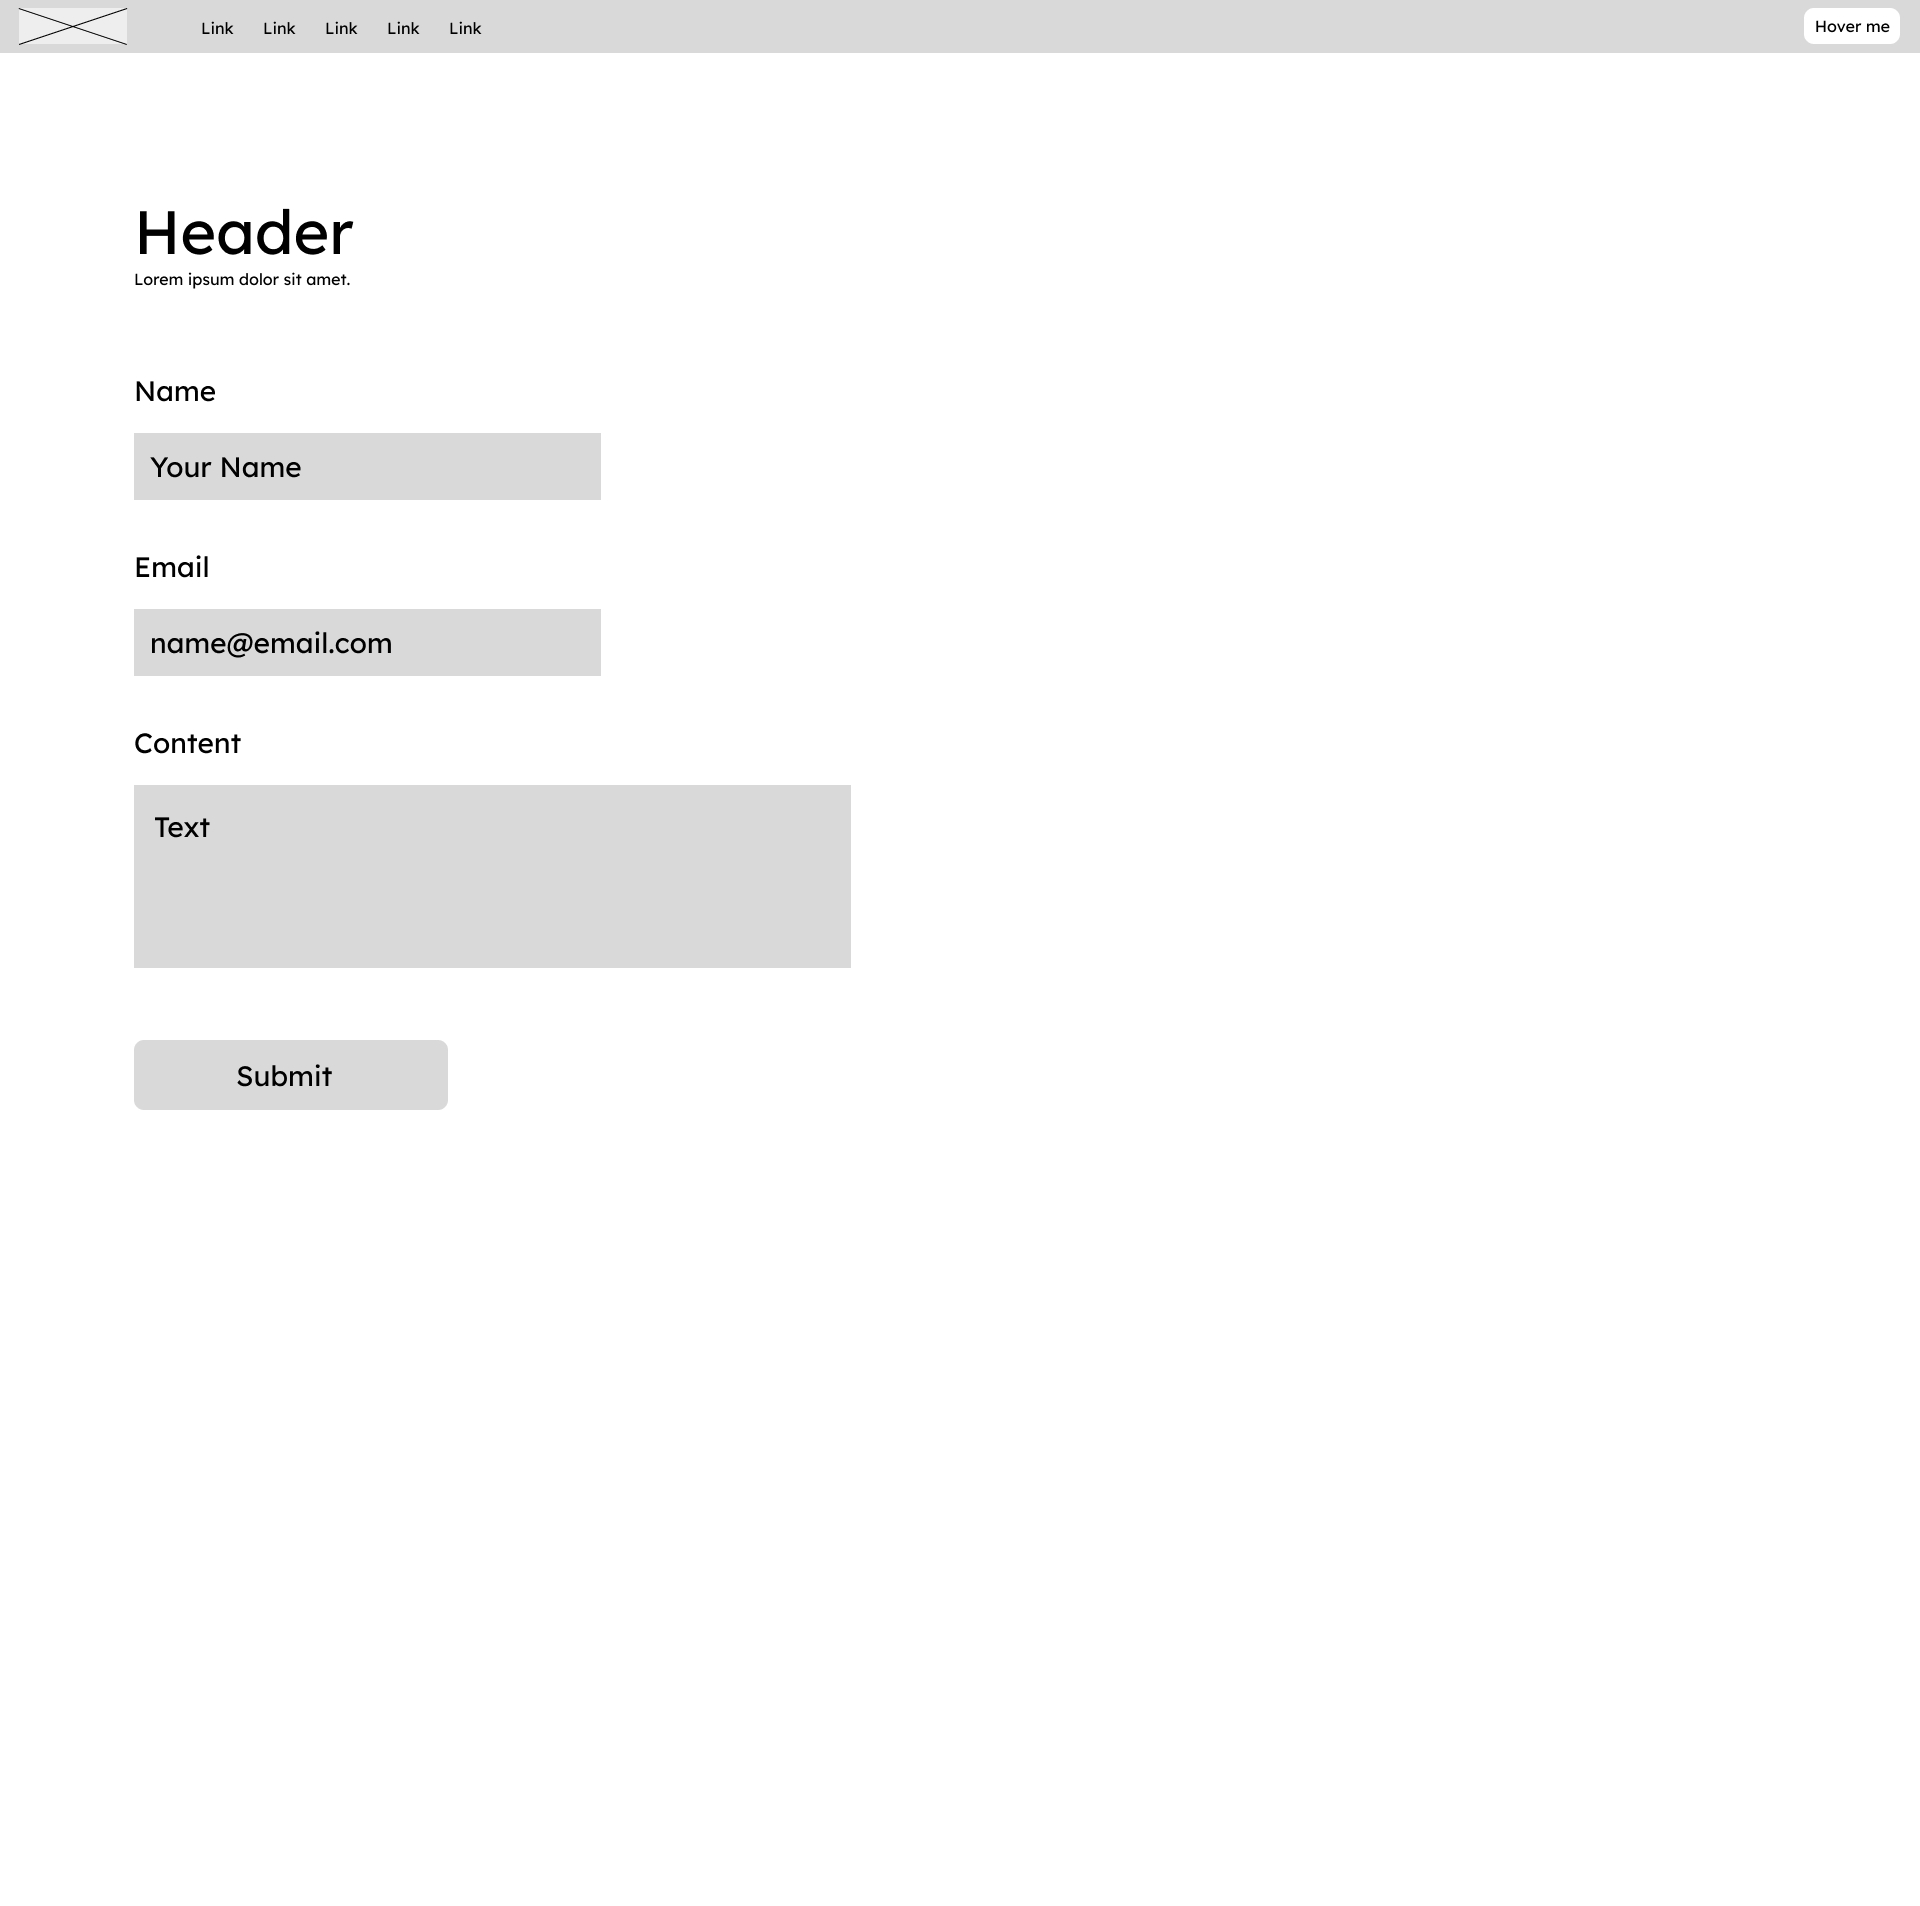 Link Link Link Link Link Hover me
Header
Lorem ipsum dolor sit amet.
Name
Your Name
Email
name@email.com
Content
Text
Submit